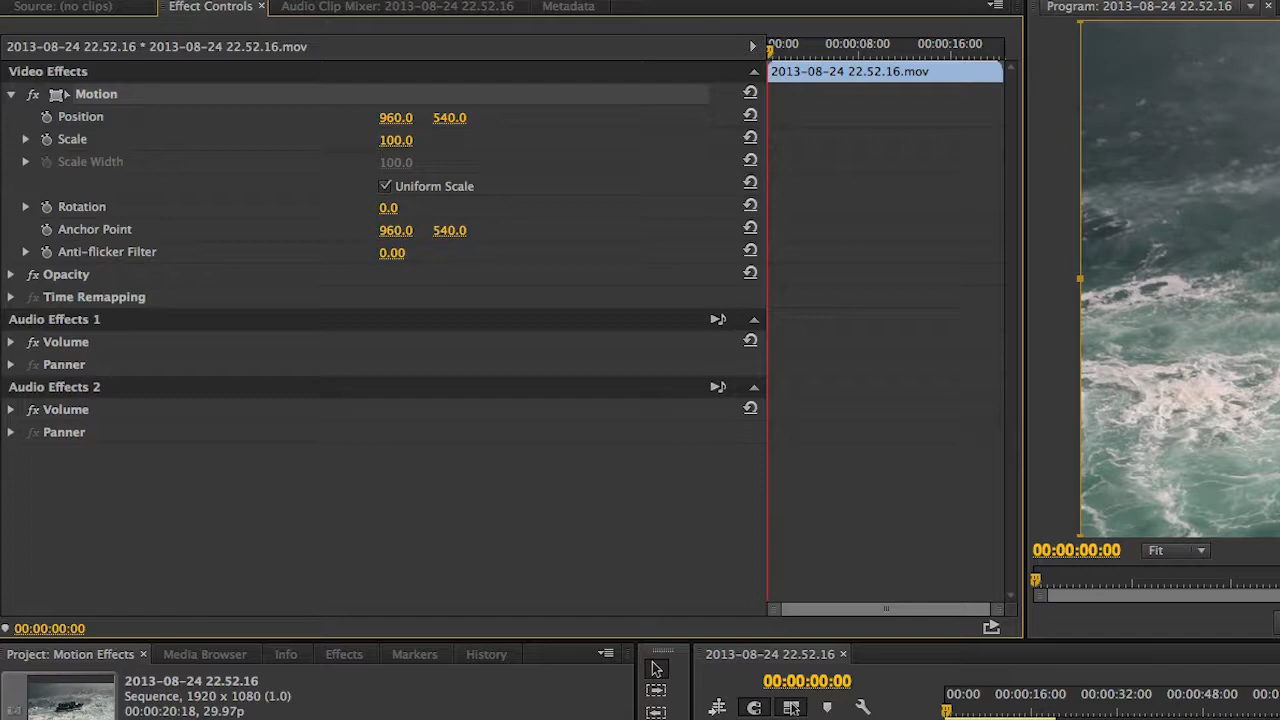 Source: (no clips) Effect Controls × Audio Clip Mixer: 2013-08-24 22.52.16 Metadata Program: 2013-08-24 22.52.16 ×
2013-08-24 22.52.16 * 2013-08-24 22.52.16.mov :00:00 00:00:08:00 00:00:16:00
Video Effects 2013-08-24 22.52.16.mov
fx Motion
Position 960.0 540.0
Scale 100.0
Scale Width 100.0
Uniform Scale
Rotation 0.0
Anchor Point 960.0 540.0
Anti-flicker Filter 0.00
fx Opacity
fx Time Remapping
Audio Effects 1
fx Volume
fx Panner
Audio Effects 2
fx Volume
fx Panner
00:00:00:00 Fit
00:00:00:00
Project: Motion Effects × Media Browser Info Effects Markers History 2013-08-24 22.52.16 ×
2013-08-24 22.52.16
Sequence, 1920 x 1080 (1.0)
00:00:20:18, 29.97p
00:00:00:00
:00:00 00:00:16:00 00:00:32:00 00:00:48:00